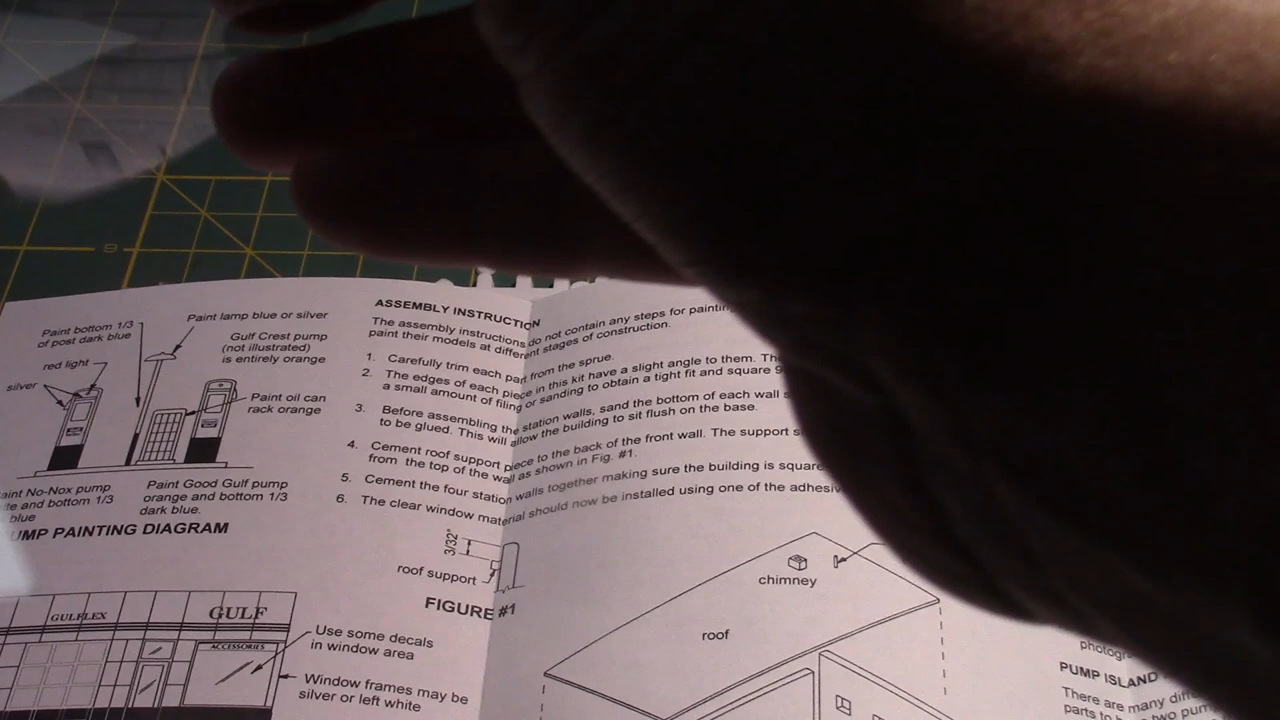 Paint lamp blue or silver
Paint bottom 1/3
of post dark blue
Gulf Crest pump
(not illustrated)
is entirely orange
red light
silver
Paint oil can
rack orange
No-Nox pump
and bottom 1/3
blue
Paint Good Gulf pump
orange and bottom 1/3
dark blue.
PAINTING DIAGRAM
GULFLEX
GULF
ACCESSORIES
Use some decals
in window area
Window frames may be
silver or left white
ASSEMBLY INSTRUCTION
The assembly instructions do not contain any steps for
paint their models at different stages of construction.
1. Carefully trim each part from the sprue.
2. The edges of each piece in this kit have a slight angle to them.
a small amount of filing or sanding to obtain a tight fit and square
3. Before assembling the station walls, sand the bottom of each wall
to be glued. This will allow the building to sit flush on the base.
4. Cement roof support piece to the back of the front wall. The support
from the top of the wall as shown in Fig. #1.
5. Cement the four station walls together making sure the building is square
6. The clear window material should now be installed using one of the
3/32"
roof support
FIGURE #1
chimney
roof
PUMP ISLAND
There are many
parts to two
9